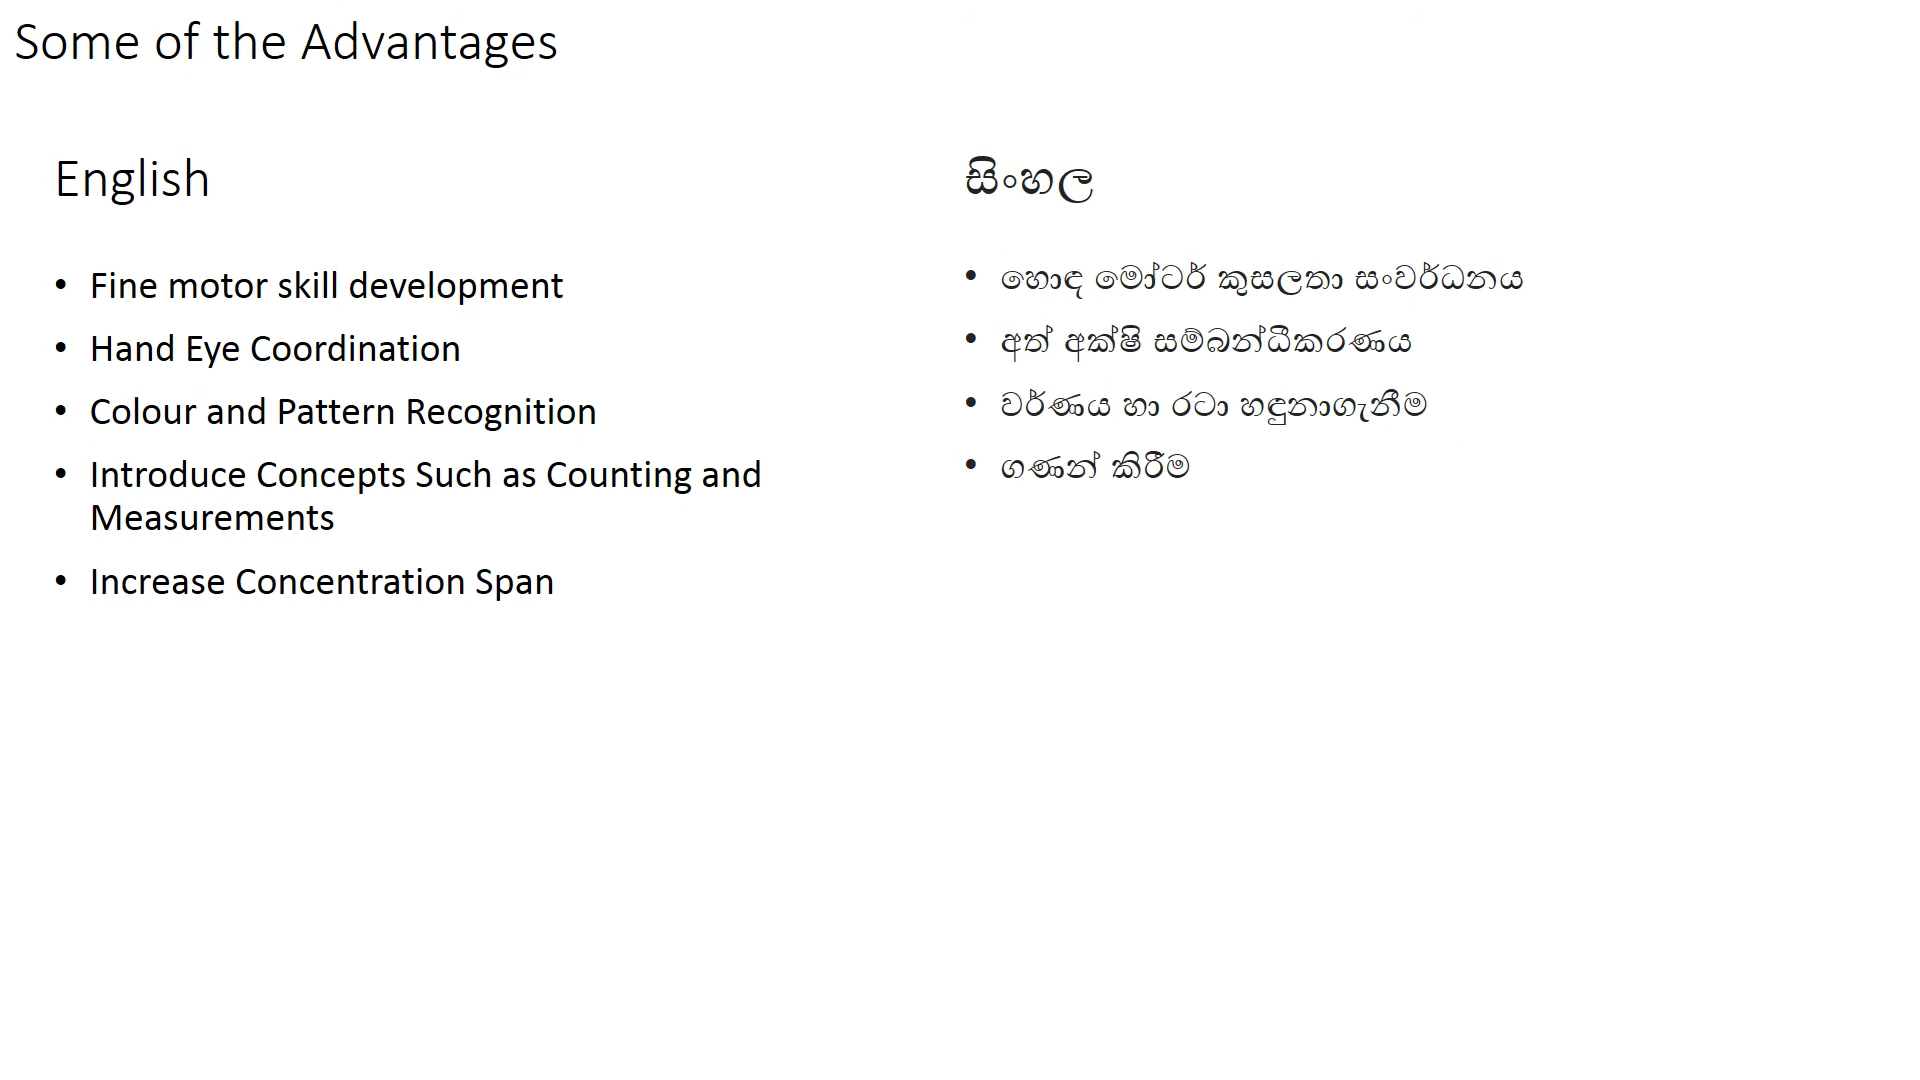 Some of the Advantages
English
• Fine motor skill development
• Hand Eye Coordination
• Colour and Pattern Recognition
• Introduce Concepts Such as Counting and
Measurements
• Increase Concentration Span
සිංහල
• හොඳ මෝටර් කුසලතා සංවර්ධනය
• අත් අක්ෂි සම්බන්ධීකරණය
• වර්ණය හා රටා හඳුනාගැනීම
• ගණන් කිරීම